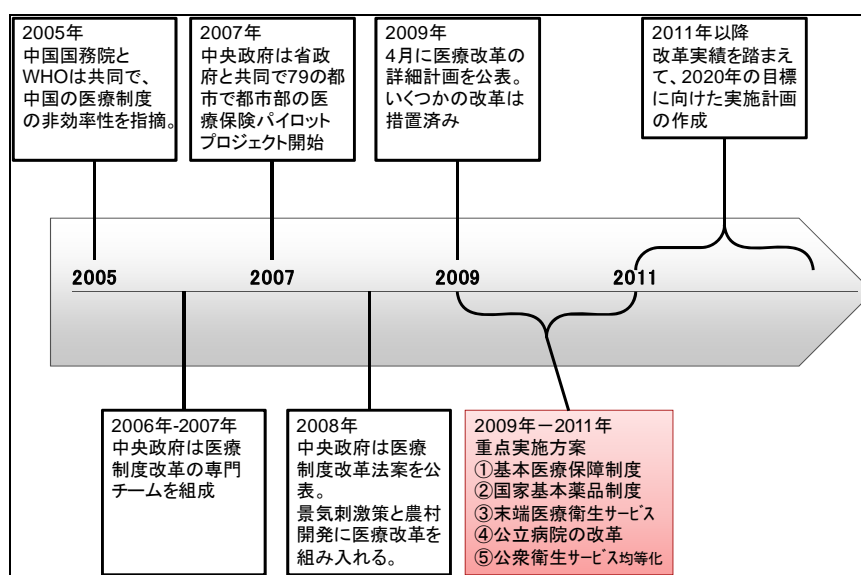 2005年
中国国務院と
WHOは共同で、
中国の医療制度
の非効率性を指摘。
2007年
中央政府は省政
府と共同で79の都
市で都市部の医
療保険パイロット
プロジェクト開始
2009年
4月に医療改革の
詳細計画を公表。
いくつかの改革は
措置済み
2011年以降
改革実績を踏まえ
て、2020年の目標
に向けた実施計画
の作成
2005
2007
2009
2011
2006年-2007年
中央政府は医療
制度改革の専門
チームを組成
2008年
中央政府は医療
制度改革法案を公
表。
景気刺激策と農村
開発に医療改革を
組み入れる。
2009年－2011年
重点実施方案
①基本医療保障制度
②国家基本薬品制度
③末端医療衛生ｻｰﾋﾞｽ
④公立病院の改革
⑤公衆衛生ｻｰﾋﾞｽ均等化